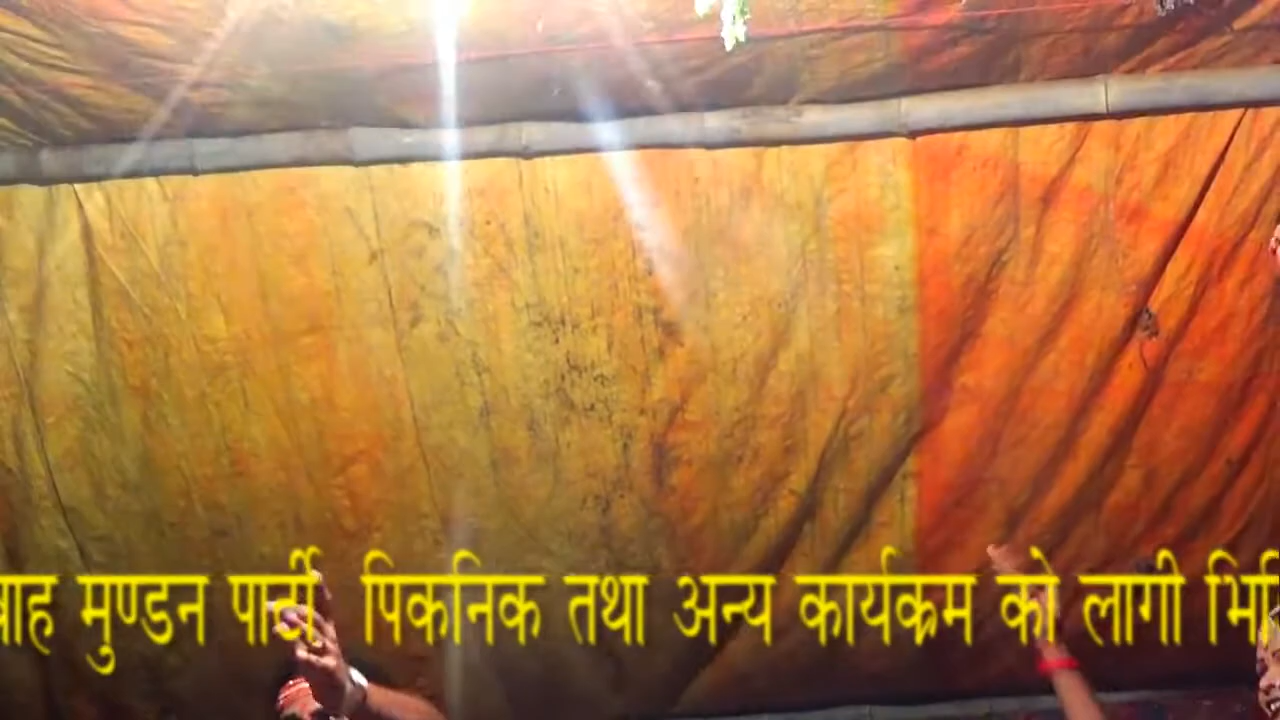 मुण्डन पार्टी पिकनिक तथा अन्य कार्यक्रम को लागी